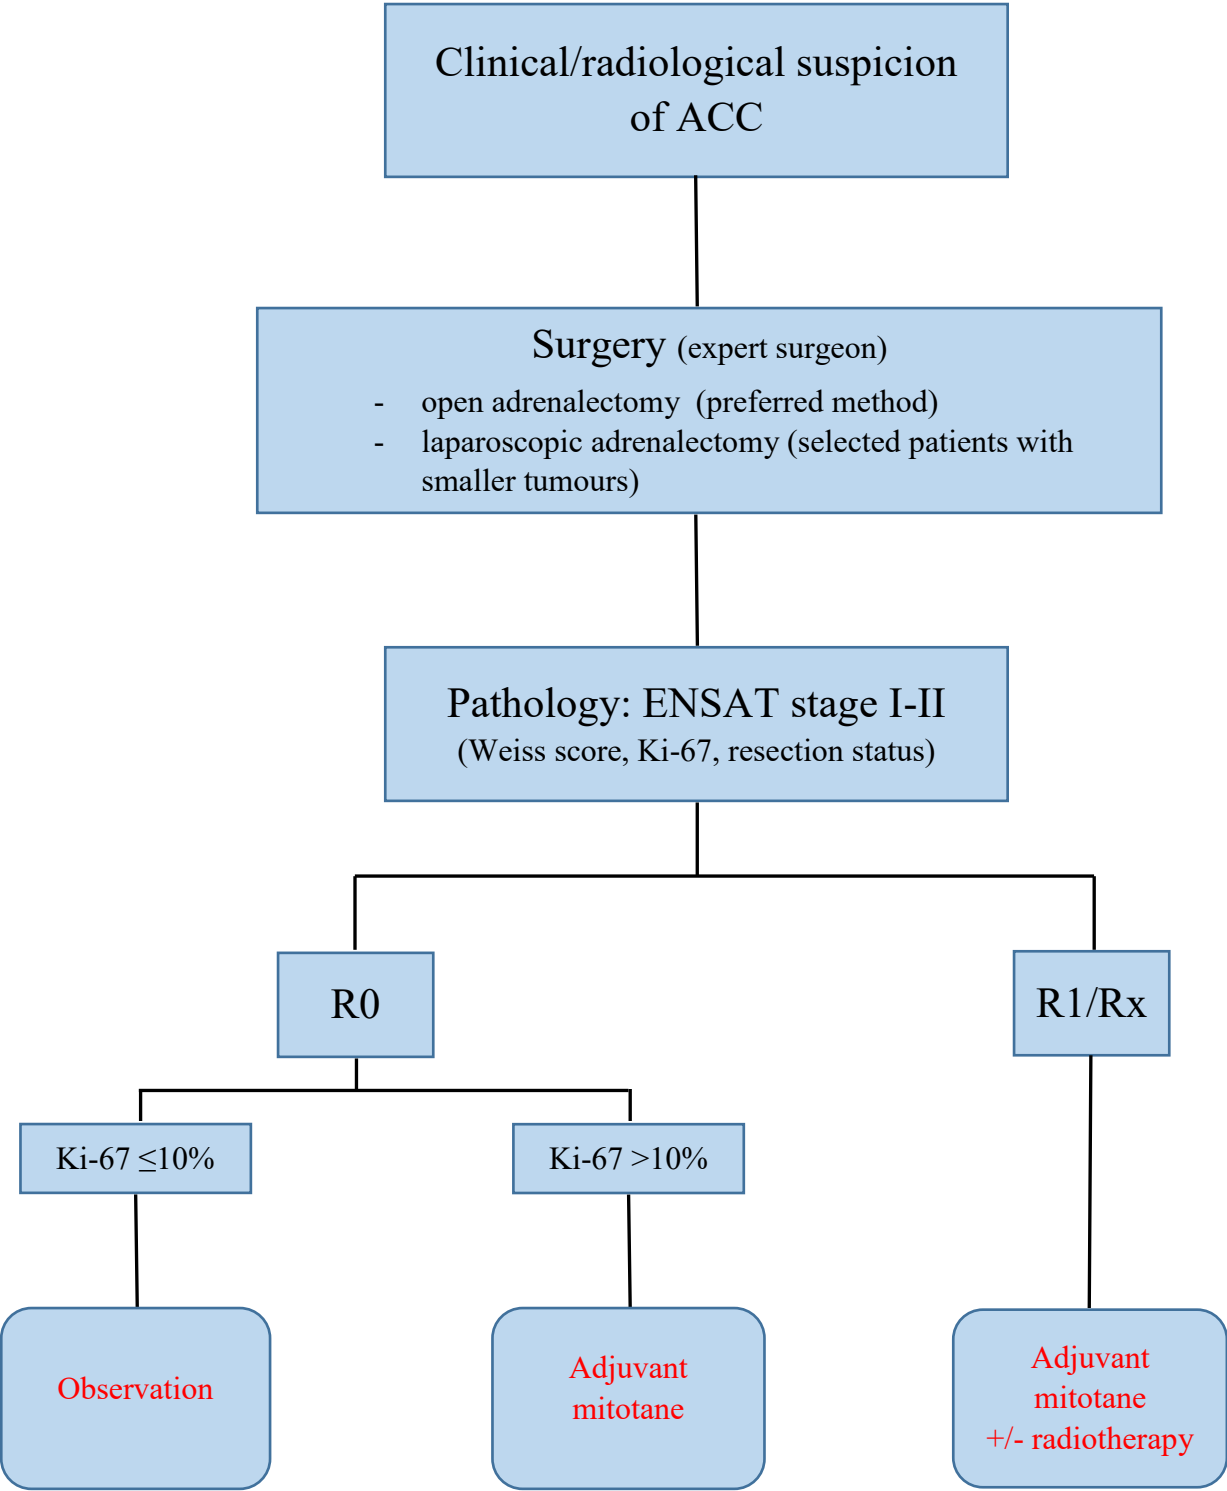 Clinical/radiological suspicion
of ACC
Surgery (expert surgeon)
- open adrenalectomy (preferred method)
- laparoscopic adrenalectomy (selected patients with
smaller tumours)
Pathology: ENSAT stage I-II
(Weiss score, Ki-67, resection status)
R0
R1/Rx
Ki-67 ≤10%
Ki-67 >10%
Observation
Adjuvant
mitotane
Adjuvant
mitotane
+/- radiotherapy